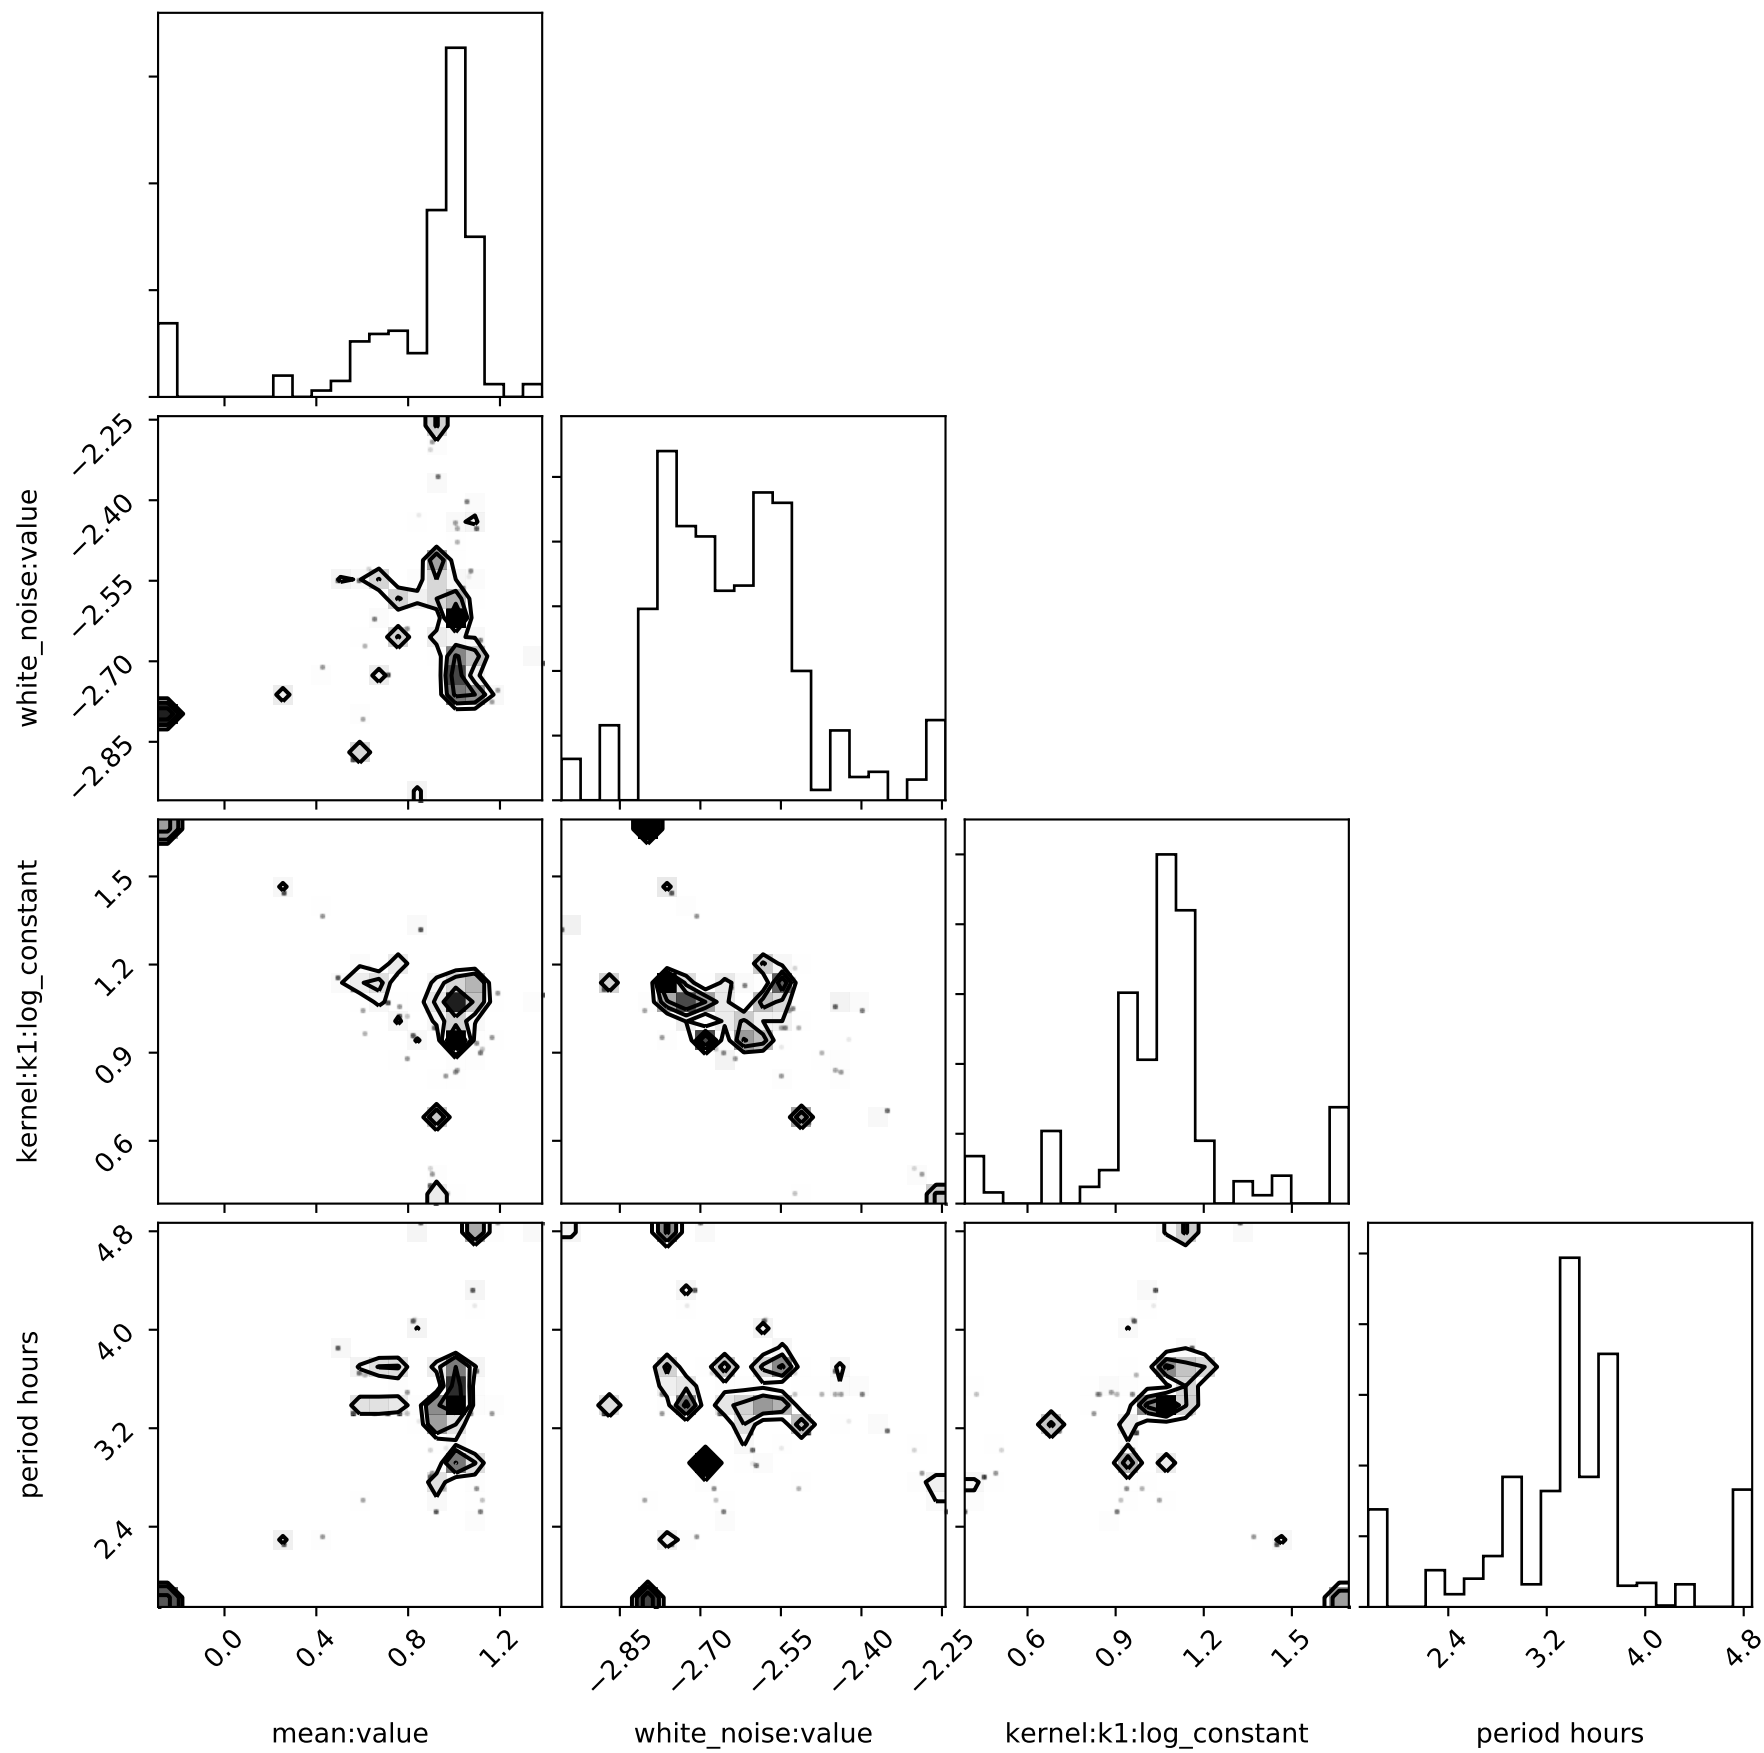 −2.25
−2.40
−2.55
−2.70
−2.85
white_noise:value
1.5
1.2
0.9
0.6
kernel:k1:log_constant
4.8
4.0
3.2
2.4
period hours
0.0 0.4 0.8 1.2 −2.85 −2.70 −2.55 −2.40 −2.25 0.6 0.9 1.2 1.5 2.4 3.2 4.0 4.8
mean:value white_noise:value kernel:k1:log_constant period hours